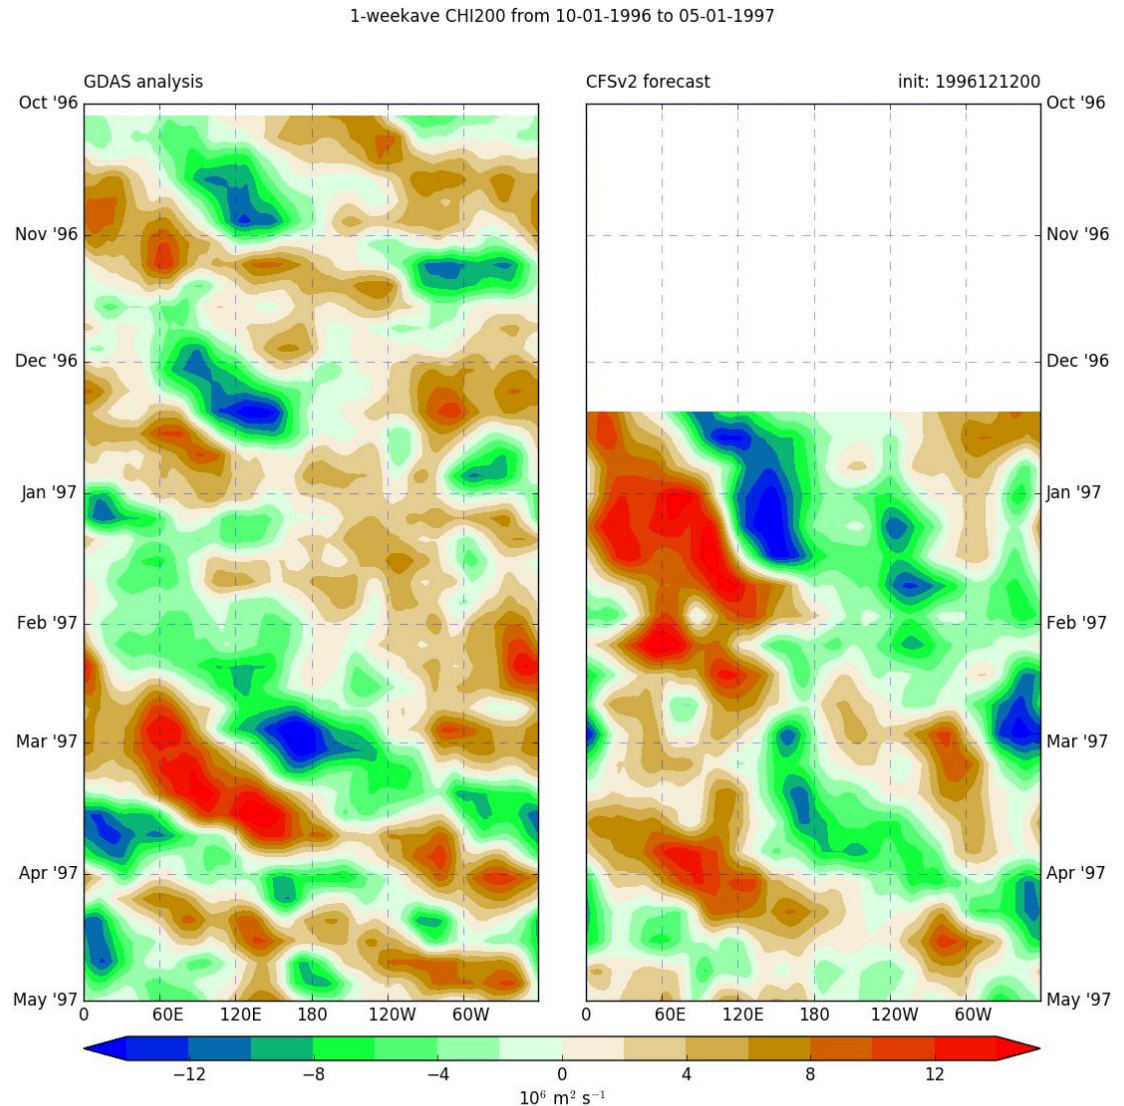 1-weekave CHI200 from 10-01-1996 to 05-01-1997
GDAS analysis
CFSv2 forecast init: 1996121200
Oct '96
Nov '96
Dec '96
Jan '97
Feb '97
Mar '97
Apr '97
May '97
0 60E 120E 180 120W 60W
Oct '96
Nov '96
Dec '96
Jan '97
Feb '97
Mar '97
Apr '97
May '97
0 60E 120E 180 120W 60W
−12 −8 −4 0 4 8 12
10⁶ m² s⁻¹